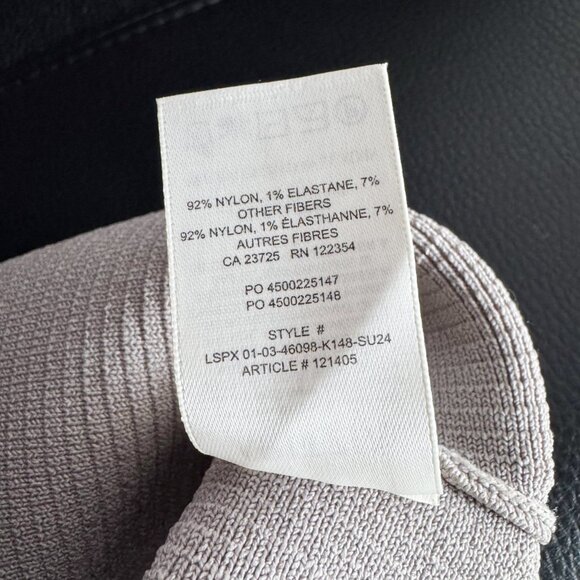 92% NYLON, 1% ELASTANE, 7%
OTHER FIBERS
92% NYLON, 1% ÉLASTHANNE, 7%
AUTRES FIBRES
CA 23725 RN 122354
PO 4500225147
PO 4500225148
STYLE #
LSPX 01-03-46098-K148-SU24
ARTICLE # 121405